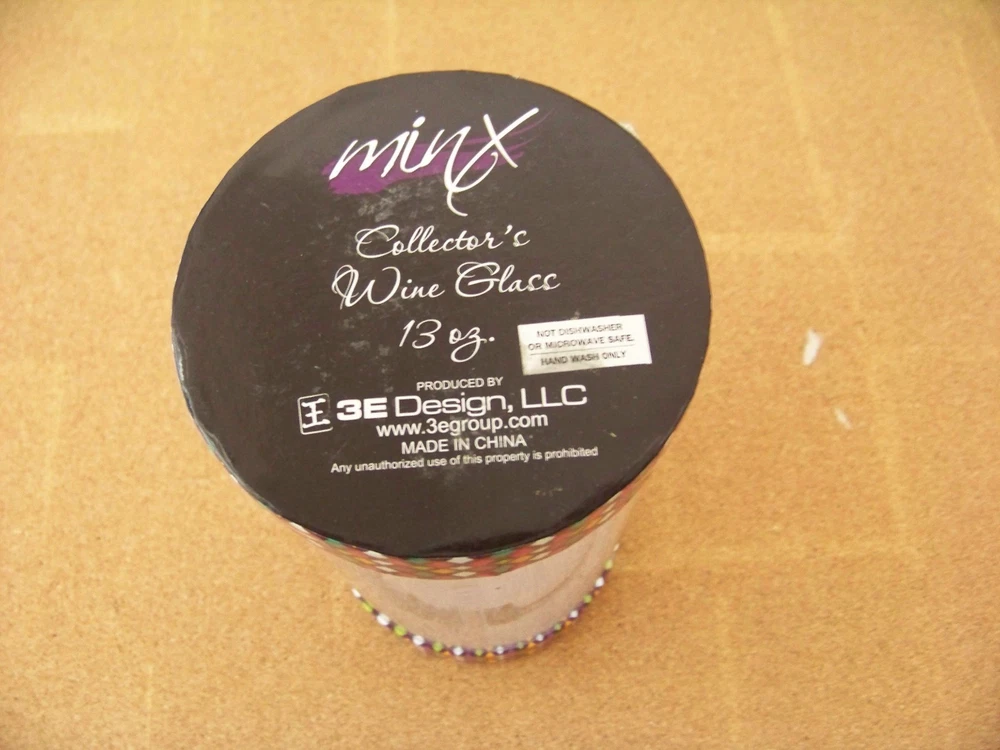 minx
Collector's
Wine Glass
13 oz.
NOT DISHWASHER
OR MICROWAVE SAFE.
HAND WASH ONLY
PRODUCED BY
3E Design, LLC
www.3egroup.com
MADE IN CHINA
Any unauthorized use of this property is prohibited